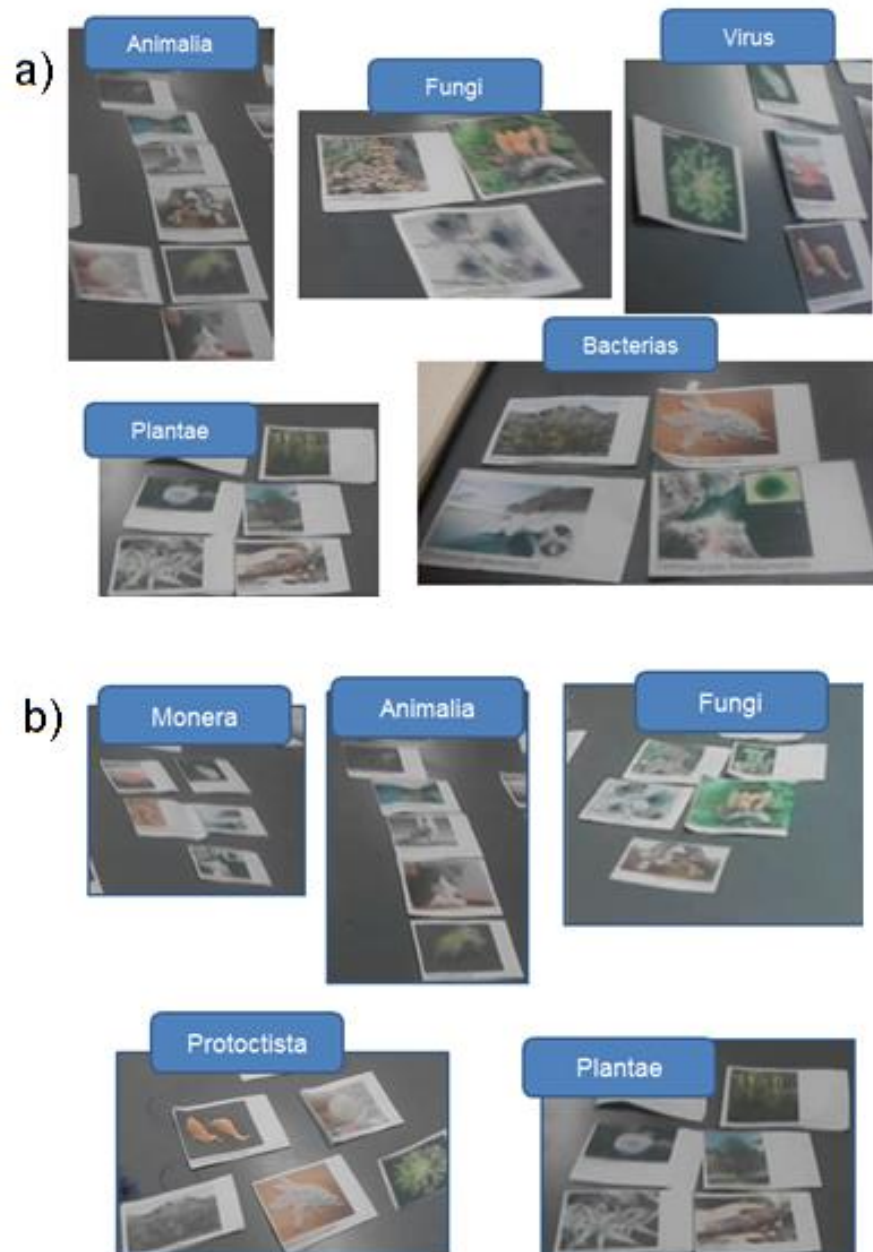 a)
Animalia
Fungi
Virus
Plantae
Bacterias
b)
Monera
Animalia
Fungi
Protoctista
Plantae